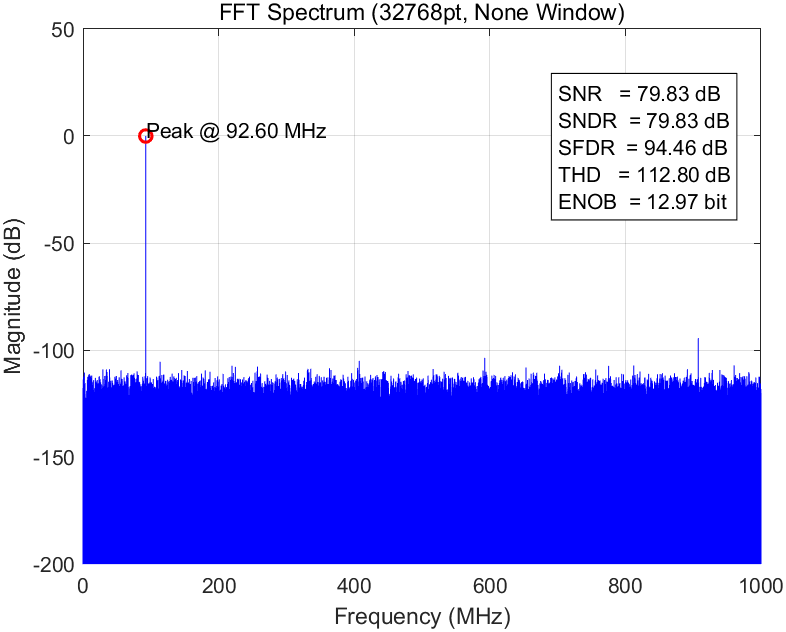 FFT Spectrum (32768pt, None Window)
50
0
-50
-100
-150
-200
Magnitude (dB)
Peak @ 92.60 MHz
SNR = 79.83 dB
SNDR = 79.83 dB
SFDR = 94.46 dB
THD = 112.80 dB
ENOB = 12.97 bit
0 200 400 600 800 1000
Frequency (MHz)